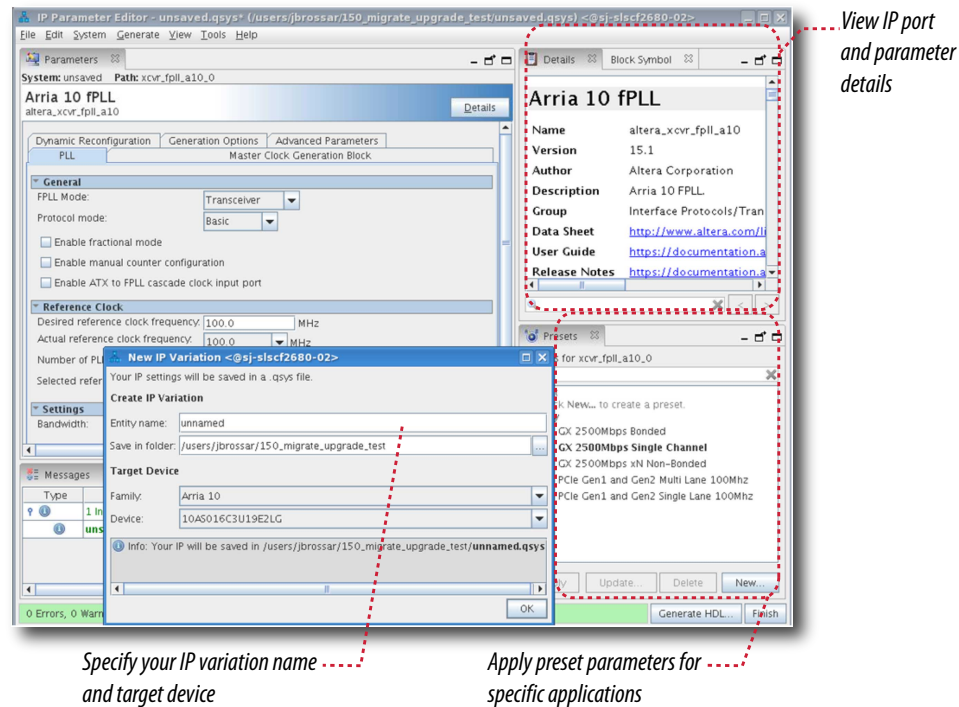 IP Parameter Editor - unsaved.qsys* (/users/jbrossar/150_migrate_upgrade_test/unsaved.qsys) <@sj-slscf2680-02>
File Edit System Generate View Tools Help
Parameters
System: unsaved Path: xcvr_fpll_a10_0
Arria 10 fPLL
altera_xcvr_fpll_a10
Details
Dynamic Reconfiguration Generation Options Advanced Parameters
PLL Master Clock Generation Block
General
FPLL Mode: Transceiver
Protocol mode: Basic
Enable fractional mode
Enable manual counter configuration
Enable ATX to FPLL cascade clock input port
Reference Clock
Desired reference clock frequency: 100.0 MHz
Actual reference clock frequency: 100.0 MHz
Number of PL
Selected refer
Settings
Bandwidth:
Messages
Type
1 In
uns
0 Errors, 0 Warn
Details Block Symbol
Arria 10 fPLL
Name altera_xcvr_fpll_a10
Version 15.1
Author Altera Corporation
Description Arria 10 FPLL.
Group Interface Protocols/Tran
Data Sheet http://www.altera.com/li
User Guide https://documentation.a
Release Notes https://documentation.a
Presets
for xcvr_fpll_a10_0
New... to create a preset.
GX 2500Mbps Bonded
GX 2500Mbps Single Channel
GX 2500Mbps xN Non-Bonded
PCIe Gen1 and Gen2 Multi Lane 100Mhz
PCIe Gen1 and Gen2 Single Lane 100Mhz
Update... Delete New...
Generate HDL... Finish
New IP Variation <@sj-slscf2680-02>
Your IP settings will be saved in a .qsys file.
Create IP Variation
Entity name: unnamed
Save in folder: /users/jbrossar/150_migrate_upgrade_test ...
Target Device
Family: Arria 10
Device: 10AS016C3U19E2LG
Info: Your IP will be saved in /users/jbrossar/150_migrate_upgrade_test/unnamed.qsys
OK
View IP port
and parameter
details
Specify your IP variation name
and target device
Apply preset parameters for
specific applications